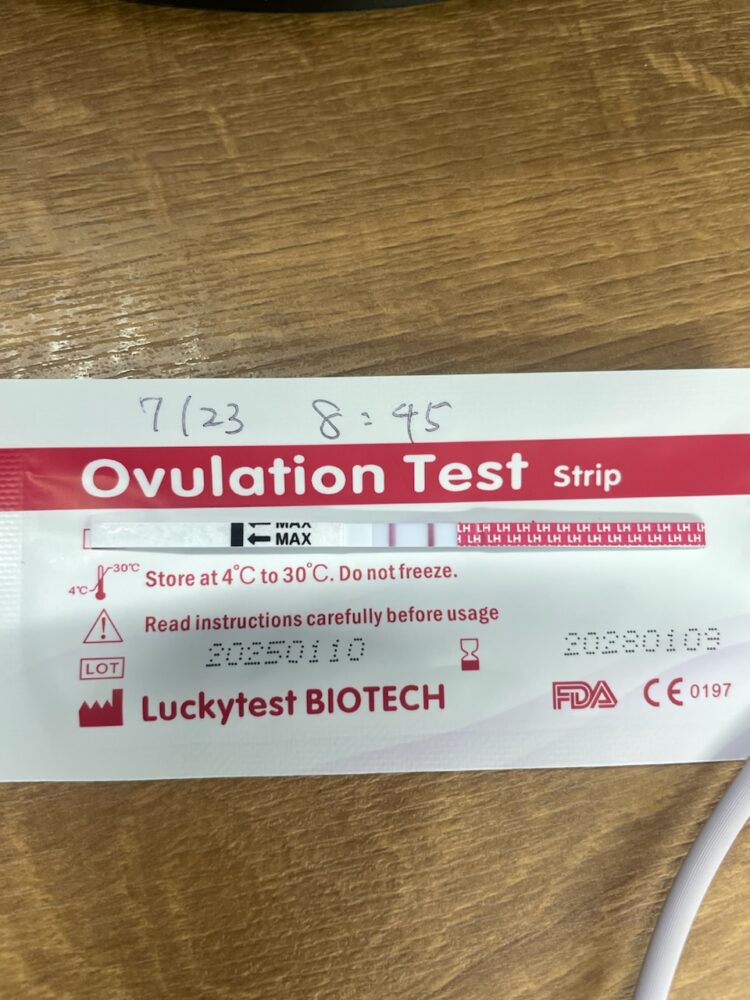 7/23 8:45
Ovulation Test Strip
MAX
MAX
LH LH LH LH LH LH LH LH LH LH LH LH LH
LH LH LH LH LH LH LH LH LH LH LH LH LH
4°C 30°C Store at 4°C to 30°C. Do not freeze.
Read instructions carefully before usage
LOT 20250110 20280109
Luckytest BIOTECH FDA CE 0197